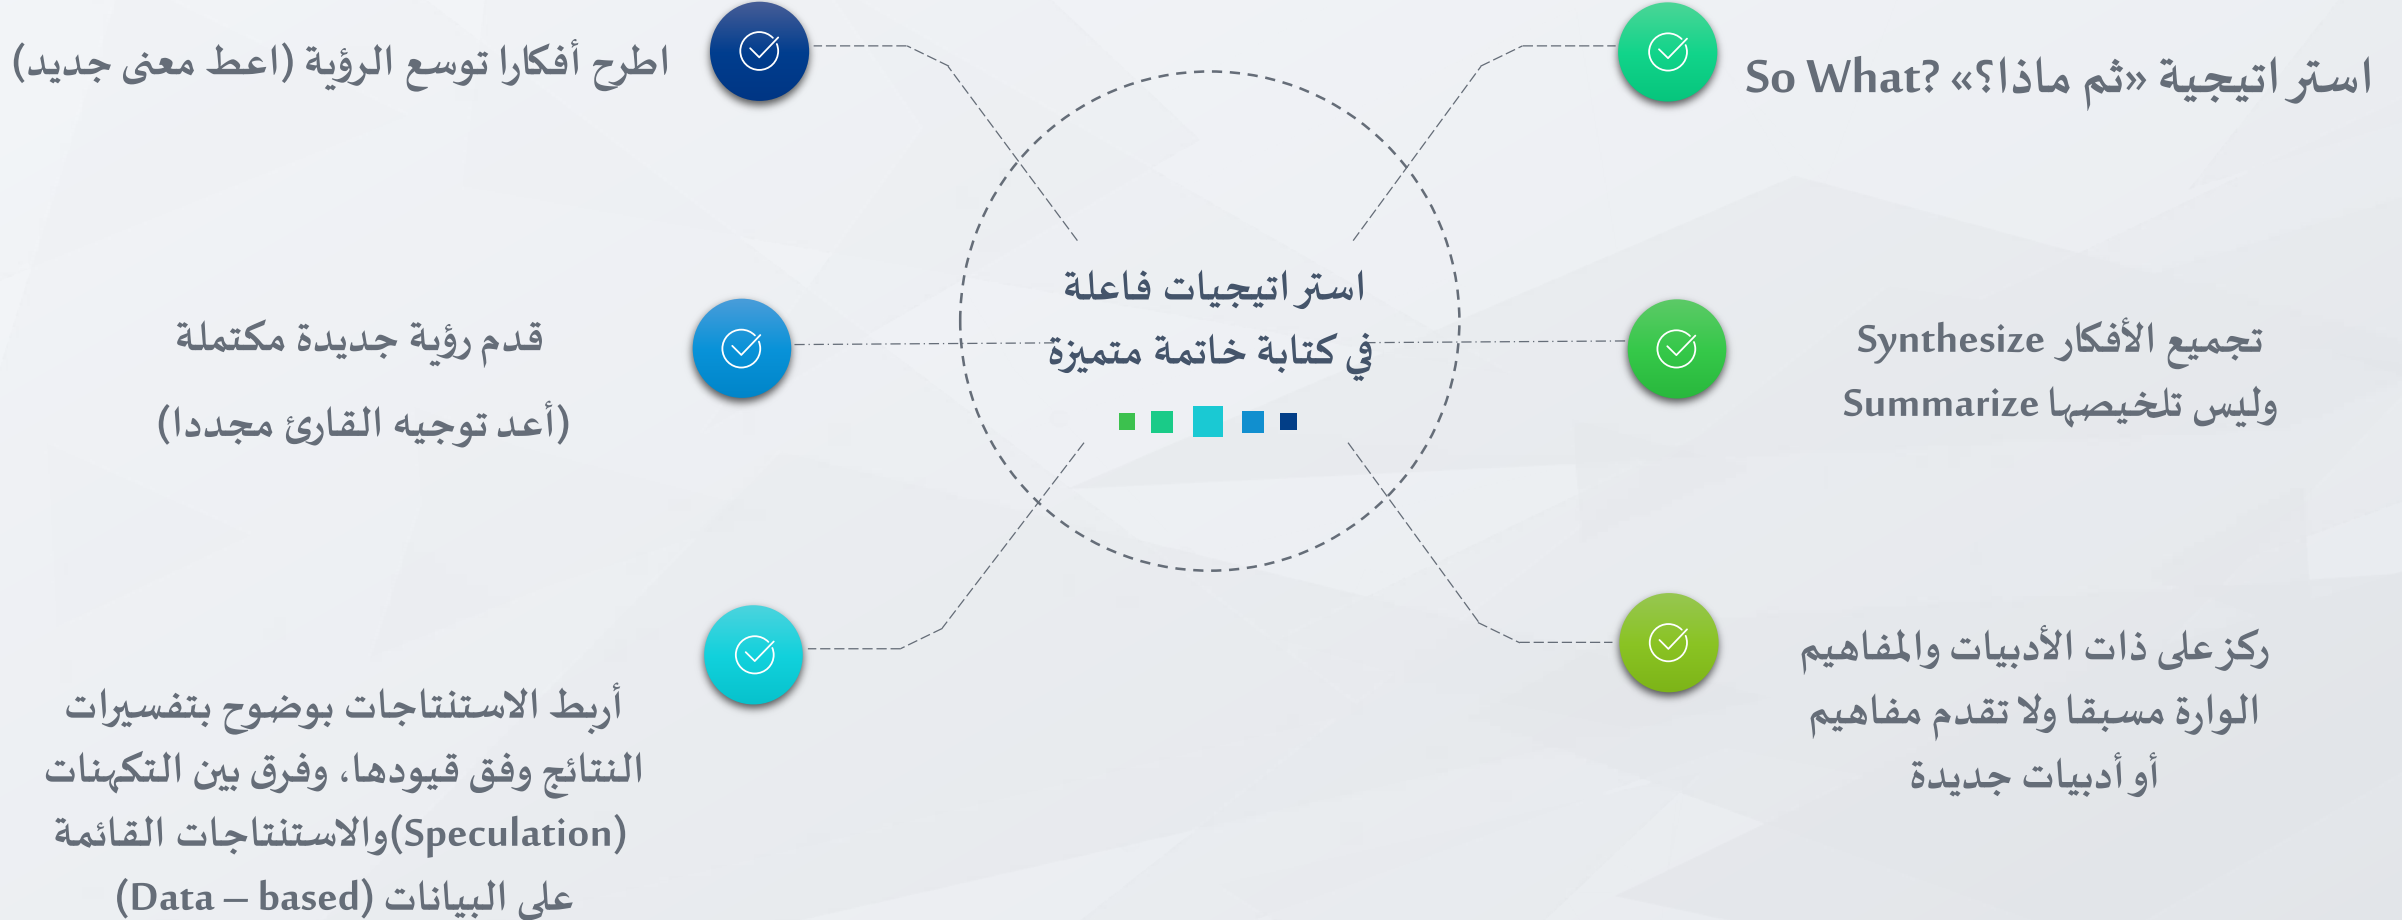 استراتيجيات فاعلة
في كتابة خاتمة متميزة
استراتيجية «ثم ماذا؟» So What?
تجميع الأفكار Synthesize
وليس تلخيصها Summarize
ركز على ذات الأدبيات والمفاهيم
الوارة مسبقا ولا تقدم مفاهيم
أو أدبيات جديدة
اطرح أفكارا توسع الرؤية (اعط معنى جديد)
قدم رؤية جديدة مكتملة
(أعد توجيه القارئ مجددا)
أربط الاستنتاجات بوضوح بتفسيرات
النتائج وفق قيودها، وفرق بين التكهنات
(Speculation)والاستنتاجات القائمة
على البيانات (Data – based)